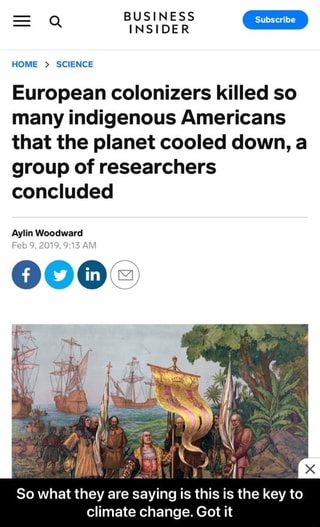 BUSINESS
INSIDER
Subscribe
HOME > SCIENCE
European colonizers killed so
many indigenous Americans
that the planet cooled down, a
group of researchers
concluded
Aylin Woodward
Feb 9, 2019, 9:13 AM
So what they are saying is this is the key to
climate change. Got it